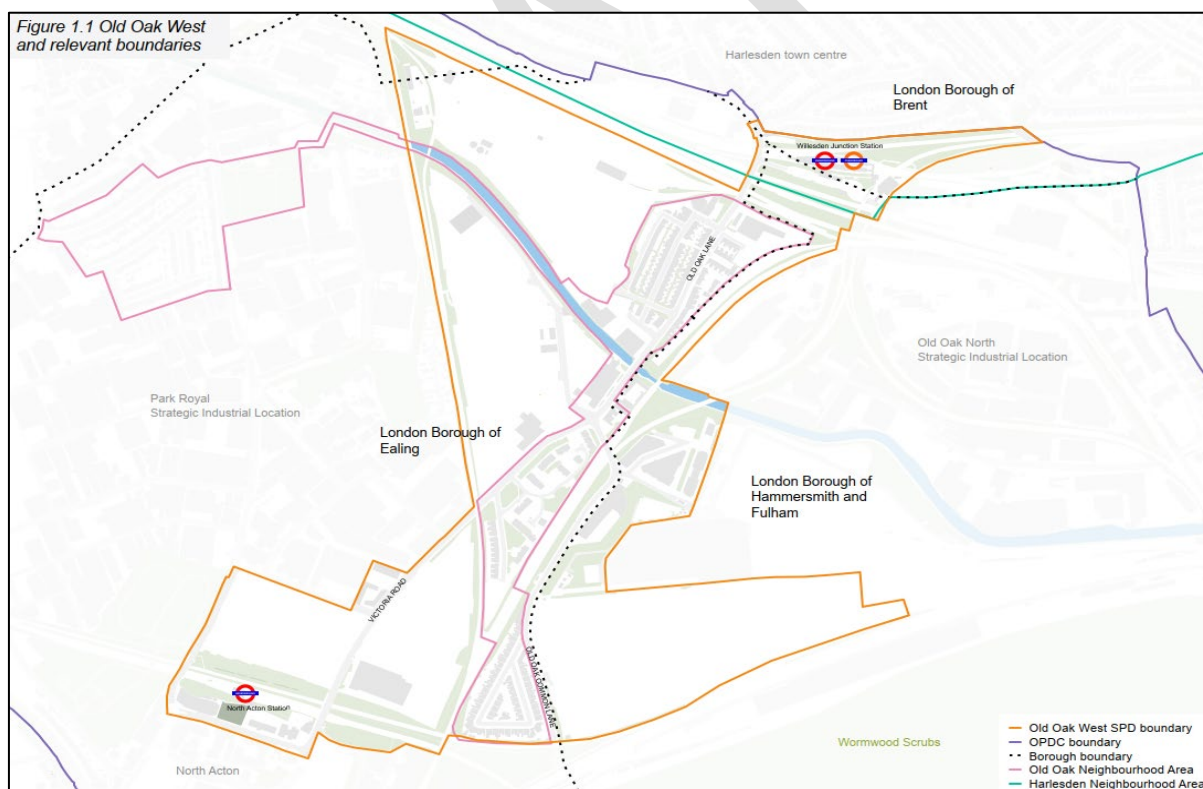 Figure 1.1 Old Oak West
and relevant boundaries
Harlesden town centre
London Borough of
Brent
Willesden Junction Station
OLD OAK LANE
Old Oak North
Strategic Industrial Location
Park Royal
Strategic Industrial Location
London Borough of
Ealing
London Borough of
Hammersmith and
Fulham
VICTORIA ROAD
OLD OAK COMMON LANE
North Acton Station
North Acton
Wormwood Scrubs
Old Oak West SPD boundary
OPDC boundary
Borough boundary
Old Oak Neighbourhood Area
Harlesden Neighbourhood Area